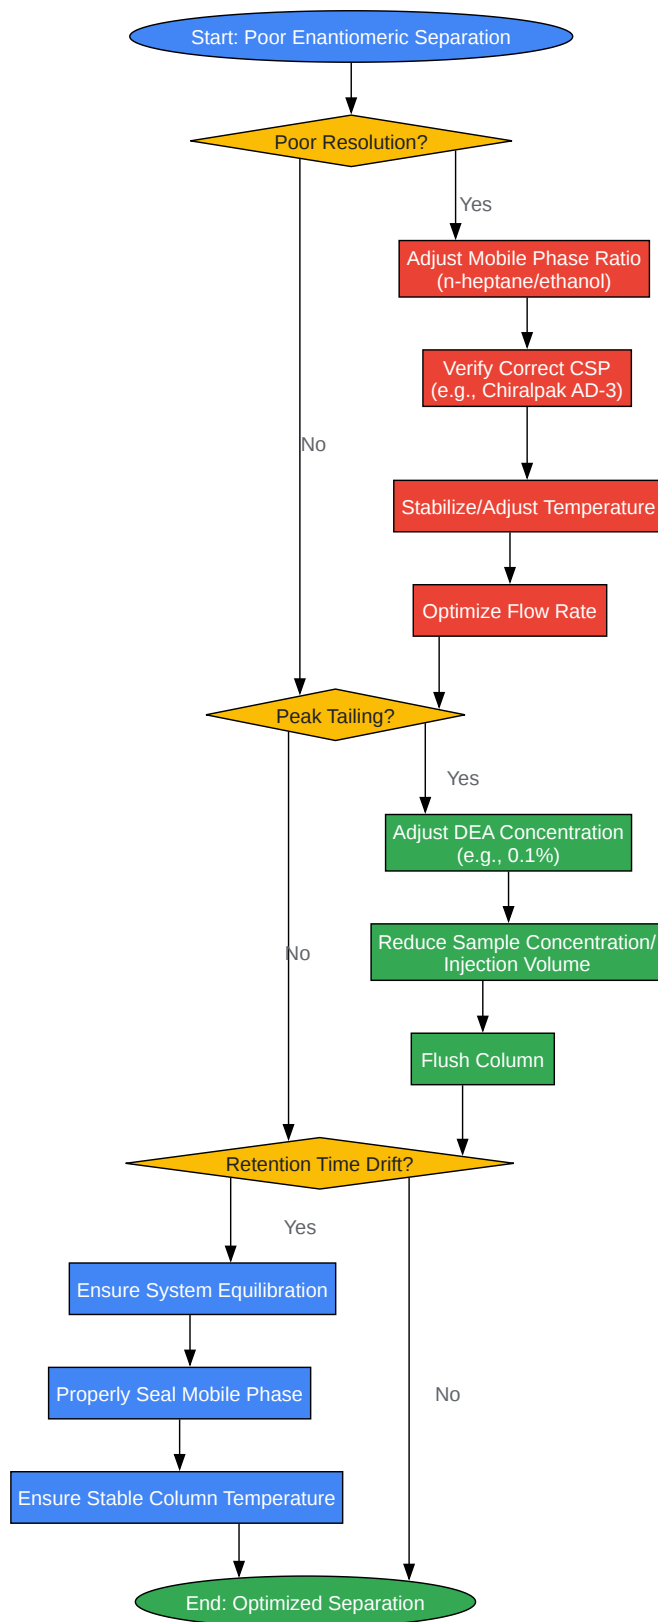 Start: Poor Enantiomeric Separation
Poor Resolution?
Yes
Adjust Mobile Phase Ratio
(n-heptane/ethanol)
Verify Correct CSP
(e.g., Chiralpak AD-3)
No
Stabilize/Adjust Temperature
Optimize Flow Rate
Peak Tailing?
Yes
Adjust DEA Concentration
(e.g., 0.1%)
Reduce Sample Concentration/
Injection Volume
No
Flush Column
Retention Time Drift?
Yes
Ensure System Equilibration
Properly Seal Mobile Phase
No
Ensure Stable Column Temperature
End: Optimized Separation